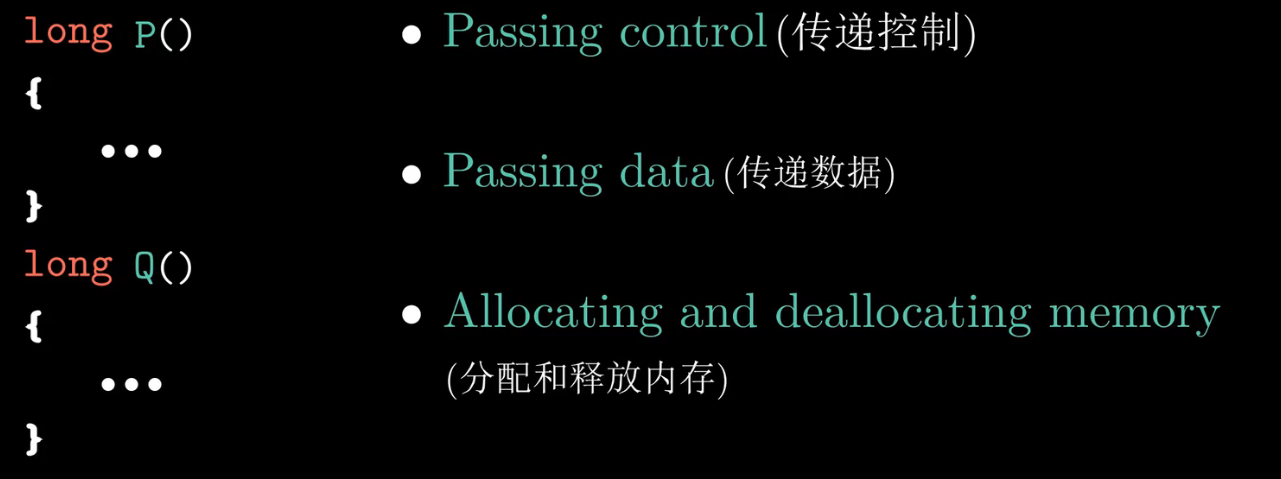 long P()
{
•••
}
long Q()
{
•••
}
• Passing control (传递控制)
• Passing data (传递数据)
• Allocating and deallocating memory
(分配和释放内存)